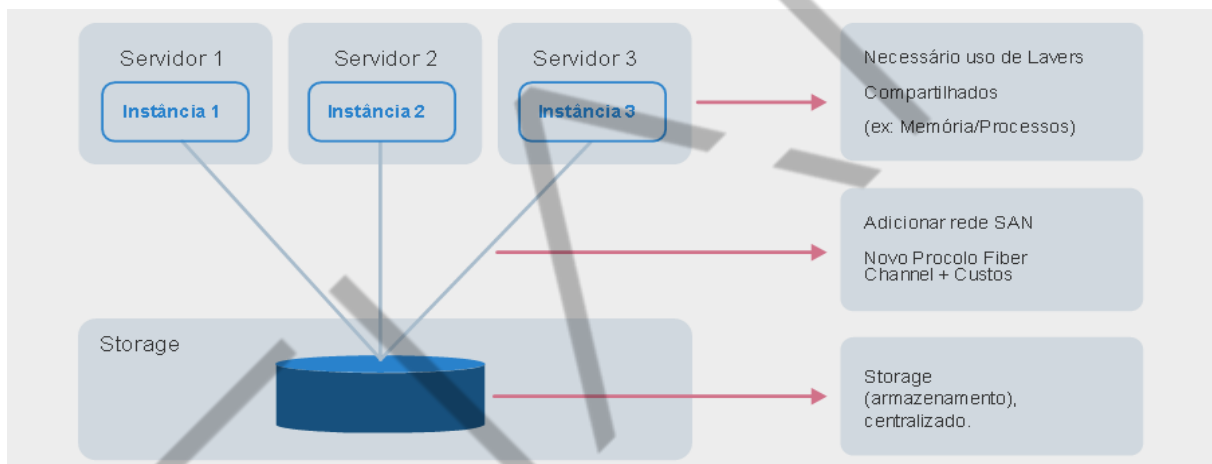 Servidor 1
Servidor 2
Servidor 3
Instância 1
Instância 2
Instância 3
Necessário uso de Lavers
Compartilhados
(ex: Memória/Processos)
Adicionar rede SAN
Novo Procolo Fiber
Channel + Custos
Storage
Storage
(armazenamento),
centralizado.